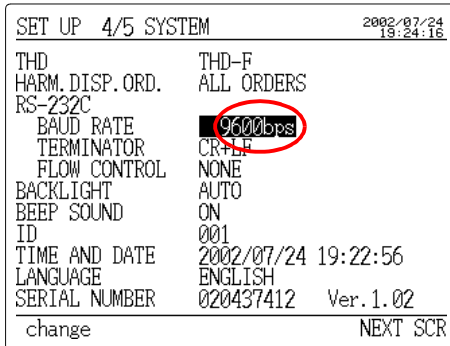 SET UP 4/5 SYSTEM 2002/07/24
19:24:16
THD THD-F
HARM.DISP.ORD. ALL ORDERS
RS-232C
BAUD RATE 9600bps
TERMINATOR CR+LF
FLOW CONTROL NONE
BACKLIGHT AUTO
BEEP SOUND ON
ID 001
TIME AND DATE 2002/07/24 19:22:56
LANGUAGE ENGLISH
SERIAL NUMBER 020437412 Ver.1.02
change NEXT SCR